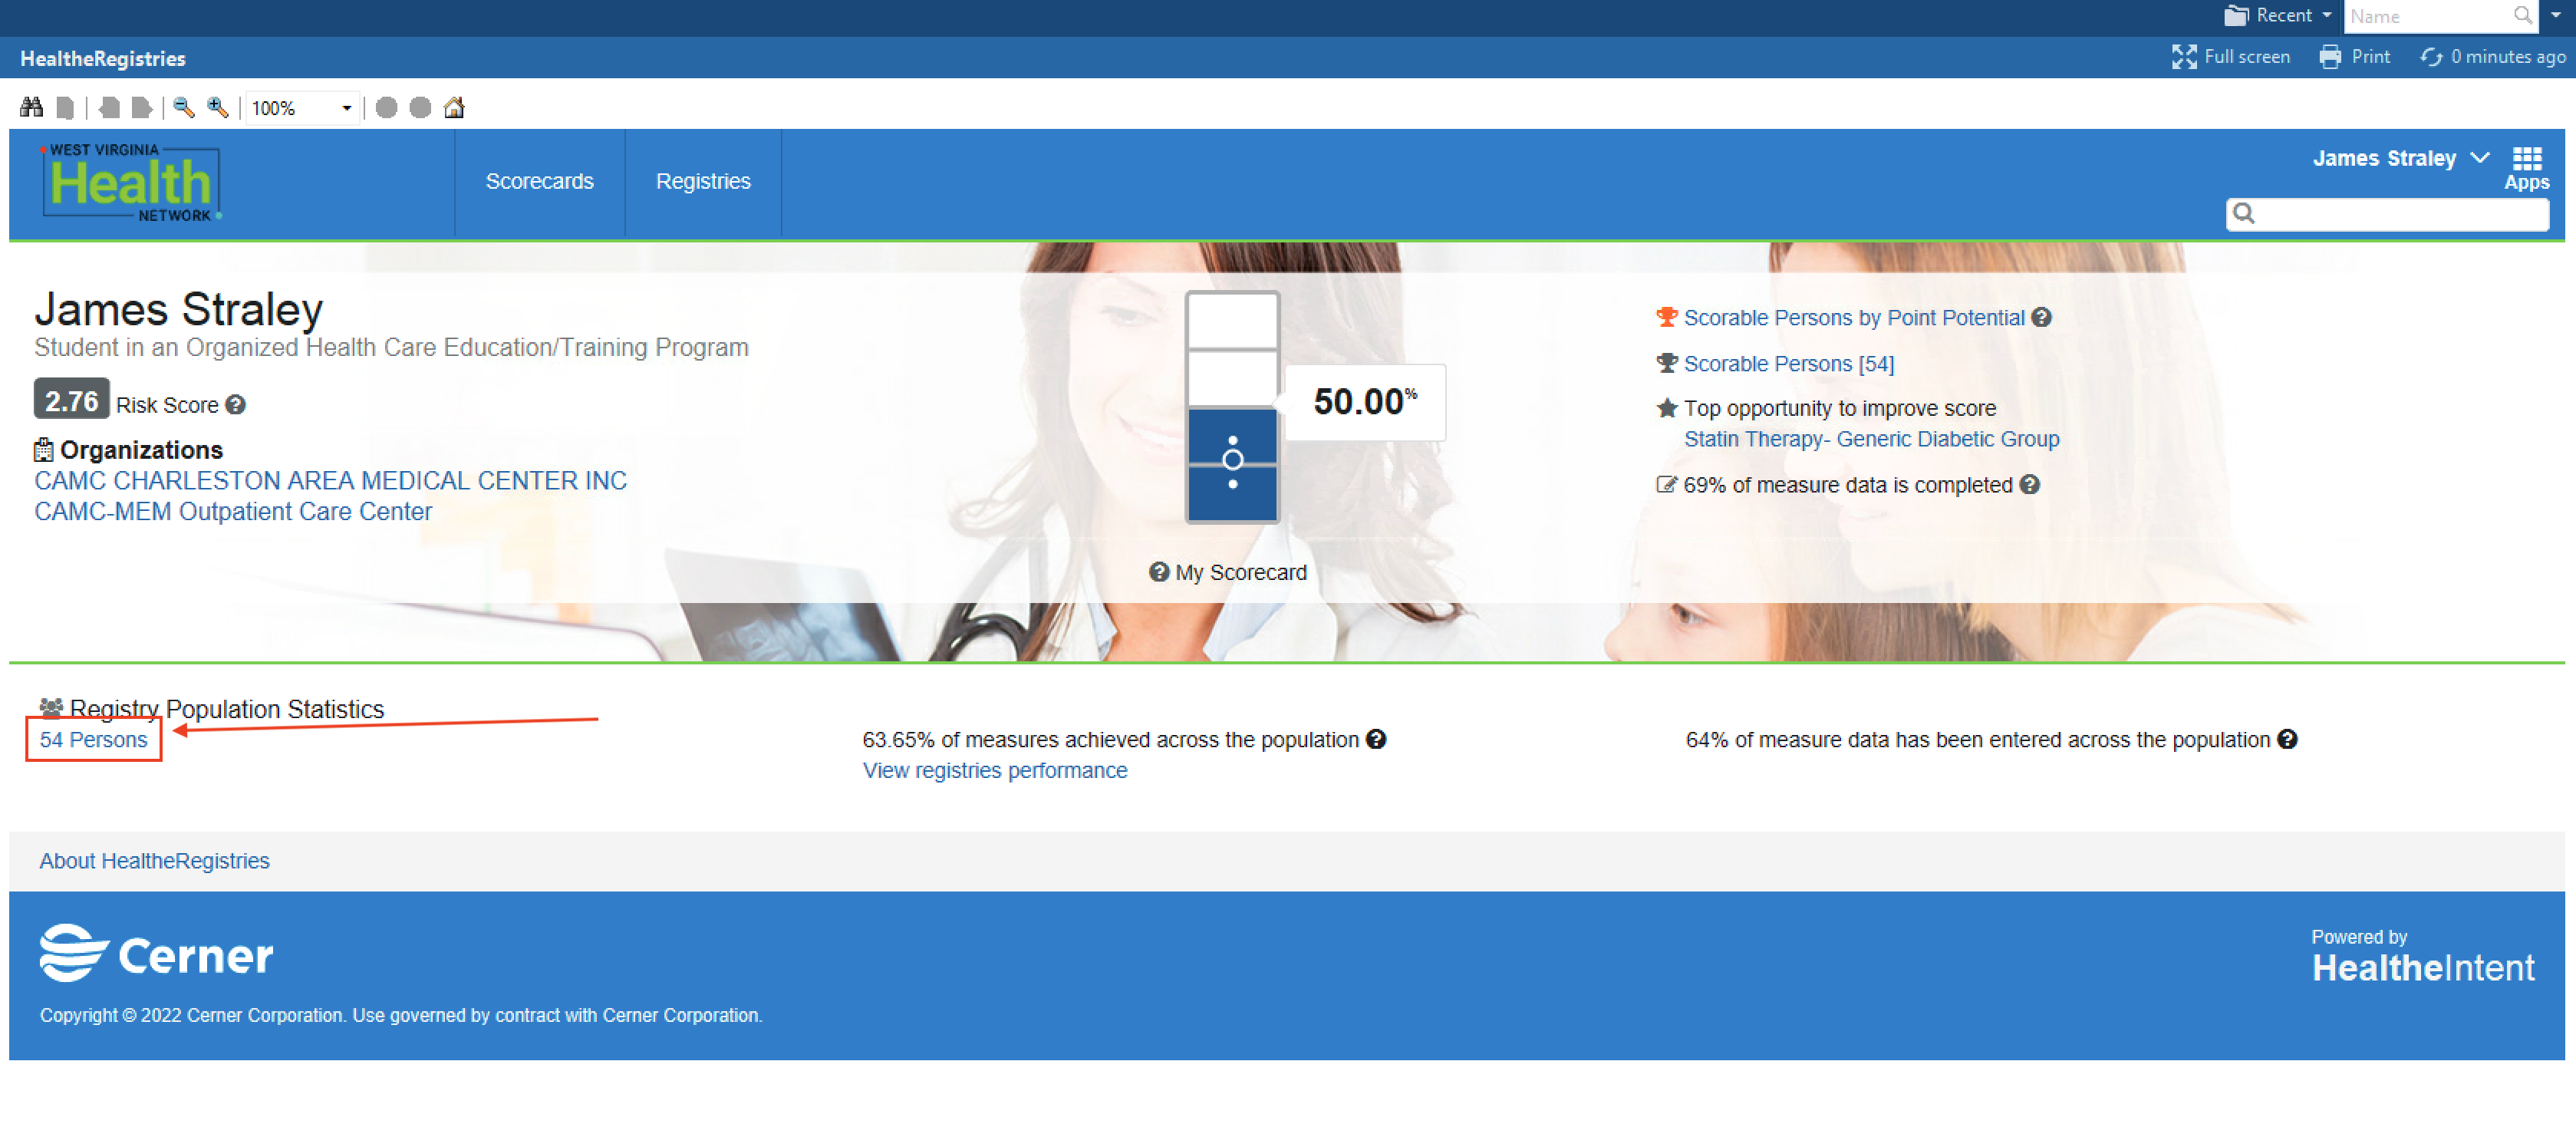 Recent
Name
HealtheRegistries
Full screen
Print
0 minutes ago
100%
WEST VIRGINIA
Health
NETWORK
Scorecards
Registries
James Straley
Apps
James Straley
Student in an Organized Health Care Education/Training Program
2.76 Risk Score ?
Organizations
CAMC CHARLESTON AREA MEDICAL CENTER INC
CAMC-MEM Outpatient Care Center
50.00%
? My Scorecard
Scorable Persons by Point Potential ?
Scorable Persons [54]
Top opportunity to improve score
Statin Therapy- Generic Diabetic Group
69% of measure data is completed ?
Registry Population Statistics
54 Persons
63.65% of measures achieved across the population ?
View registries performance
64% of measure data has been entered across the population ?
About HealtheRegistries
Cerner
Copyright © 2022 Cerner Corporation. Use governed by contract with Cerner Corporation.
Powered by
HealtheIntent